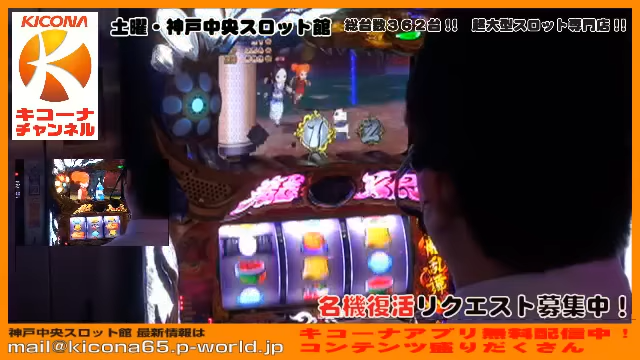 KICONA
キコーナ
チャンネル
土曜・神戸中央スロット館 総台数362台!! 超大型スロット専門店!!
名機復活リクエスト募集中!
神戸中央スロット館 最新情報は
mail@kicona65.p-world.jp
キコーナアプリ無料配信中!
コンテンツ盛りだくさん